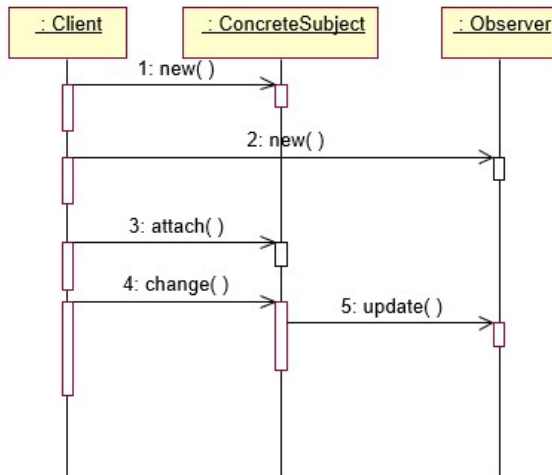 : Client
: ConcreteSubject
: Observer
1: new( )
2: new( )
3: attach( )
4: change( )
5: update( )